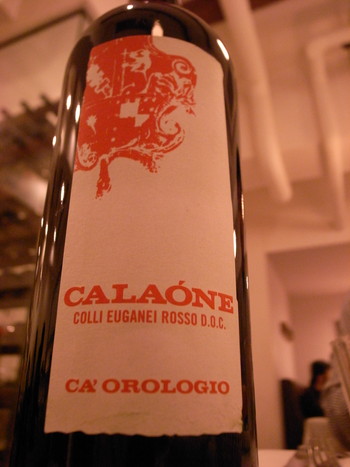 CALAÓNE
COLLI EUGANEI ROSSO D.O.C.
CA' OROLOGIO